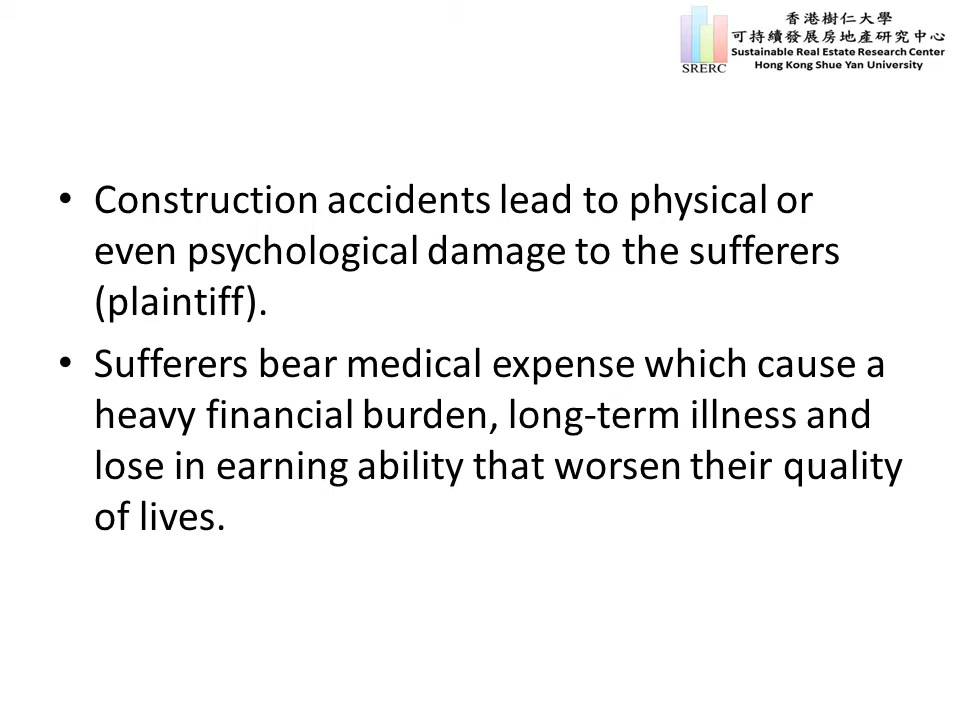 香港樹仁大學
可持續發展房地產研究中心
Sustainable Real Estate Research Center
Hong Kong Shue Yan University
SRERC
• Construction accidents lead to physical or
even psychological damage to the sufferers
(plaintiff).
• Sufferers bear medical expense which cause a
heavy financial burden, long-term illness and
lose in earning ability that worsen their quality
of lives.